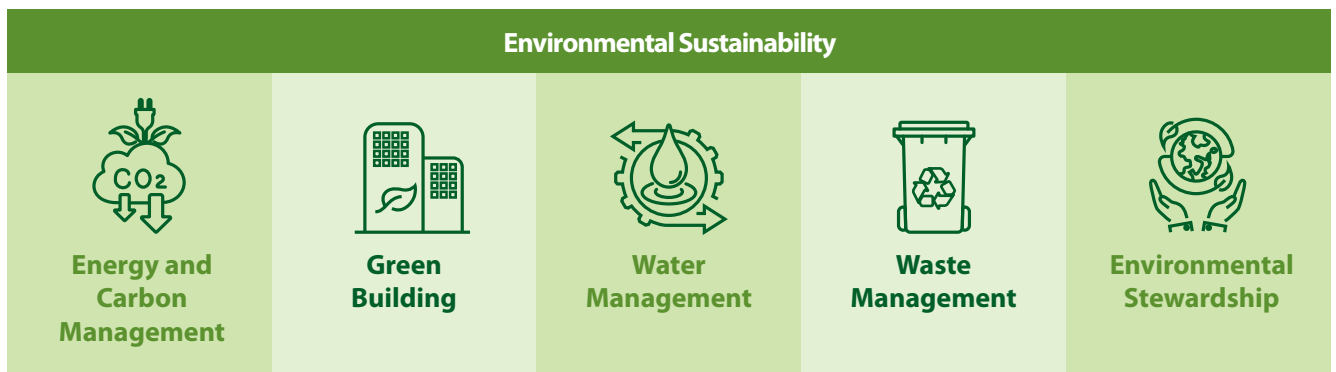 Environmental Sustainability
CO2
Energy and
Carbon
Management
Green
Building
Water
Management
Waste
Management
Environmental
Stewardship